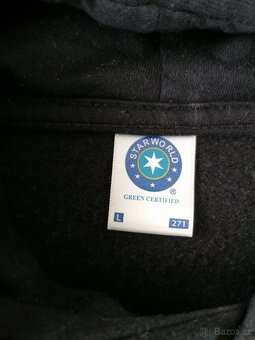 STARWORLD
®
GREEN CERTIFIED
L 271
Bazos.cz